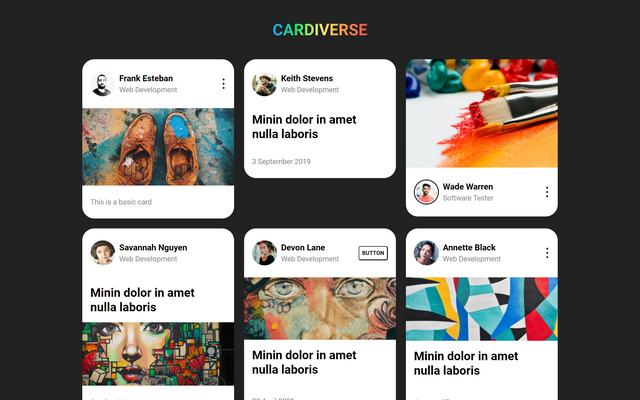 CARDIVERSE
Frank Esteban
Web Development
This is a basic card
Keith Stevens
Web Development
Minin dolor in amet
nulla laboris
3 September 2019
Wade Warren
Software Tester
Savannah Nguyen
Web Development
Minin dolor in amet
nulla laboris
Devon Lane
Web Development
BUTTON
Minin dolor in amet
nulla laboris
Annette Black
Web Development
Minin dolor in amet
nulla laboris